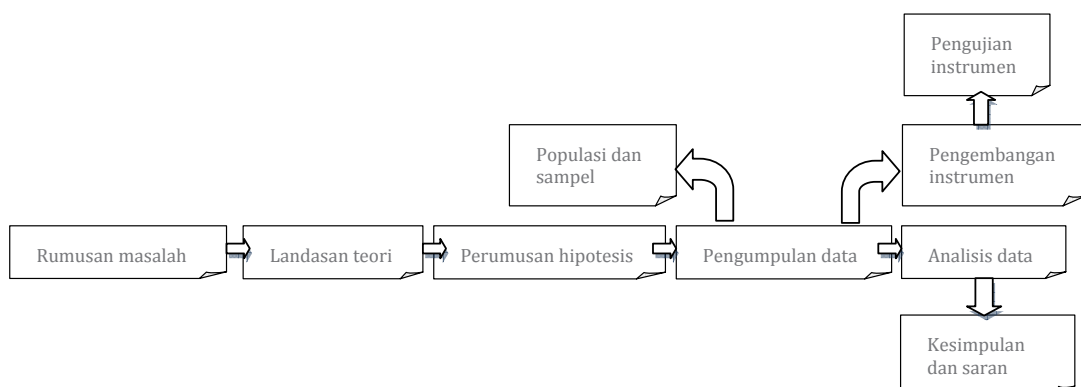 Pengujian
instrumen
Populasi dan
sampel
Pengembangan
instrumen
Rumusan masalah
Landasan teori
Perumusan hipotesis
Pengumpulan data
Analisis data
Kesimpulan
dan saran